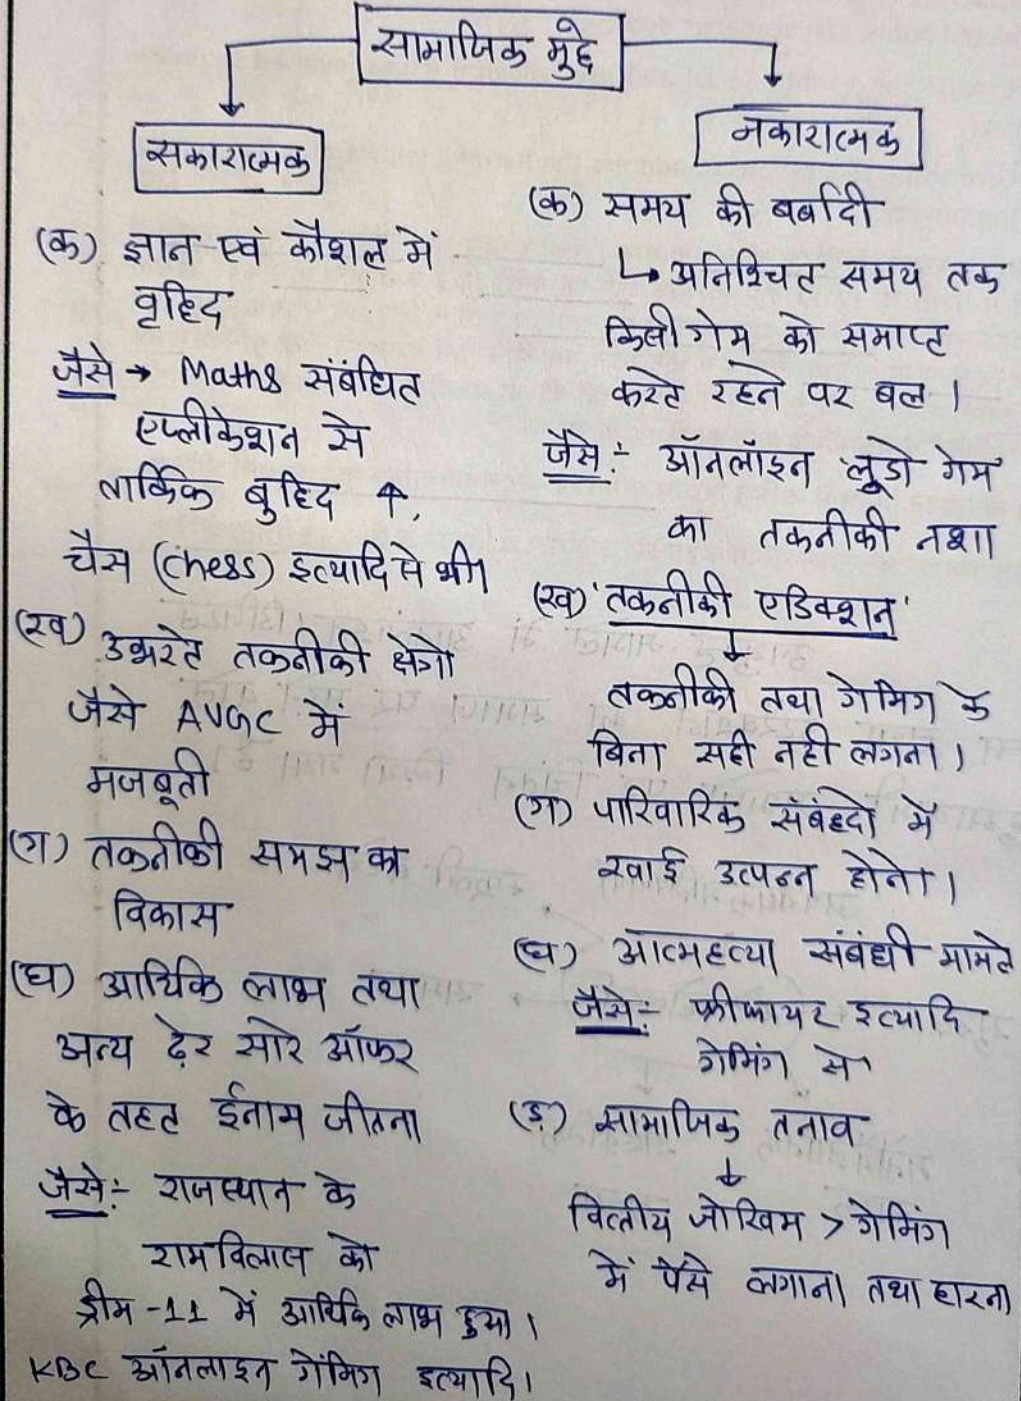 सामाजिक मुद्दे
सकारात्मक
(क) ज्ञान एवं कौशल में
वृद्धि
जैसे → Maths संबंधित
एप्लीकेशन से
तार्किक बुद्धि ↑,
चैस (chess) इत्यादि से भी।
(ख) उभरते तकनीकी क्षेत्रो
जैसे AVGC में
मजबूती
(ग) तकनीकी समझ का
विकास
(घ) आर्थिक लाभ तथा
अन्य ढ़ेर सारे ऑफर
के तहत ईनाम जीतना
जैसे:- राजस्थान के
रामविलास को
ड्रीम -11 में आर्थिक लाभ हुआ।
KBC ऑनलाइन गेंमिग इत्यादि।
नकारात्मक
(क) समय की बर्बादी
↳ अनिश्चित समय तक
किसी गेम को समाप्त
करते रहने पर बल।
जैसे:- ऑनलॉइन 'लूडो गेम'
का तकनीकी नशा
(ख) 'तकनीकी एडिक्शन'
↓
तकनीकी तथा गेमिग के
बिना सही नही लगना।
(ग) पारिवारिक संबंद्दो में
खाई उत्पन्न होना।
(घ) आत्महत्या संबंधी मामले
जैसे:- फ्रीफायर इत्यादि
गेमिंग से
(ङ) सामाजिक तनाव
↓
वित्तीय जोखिम > गेमिंग
में पैसे लगाना तथा हारना